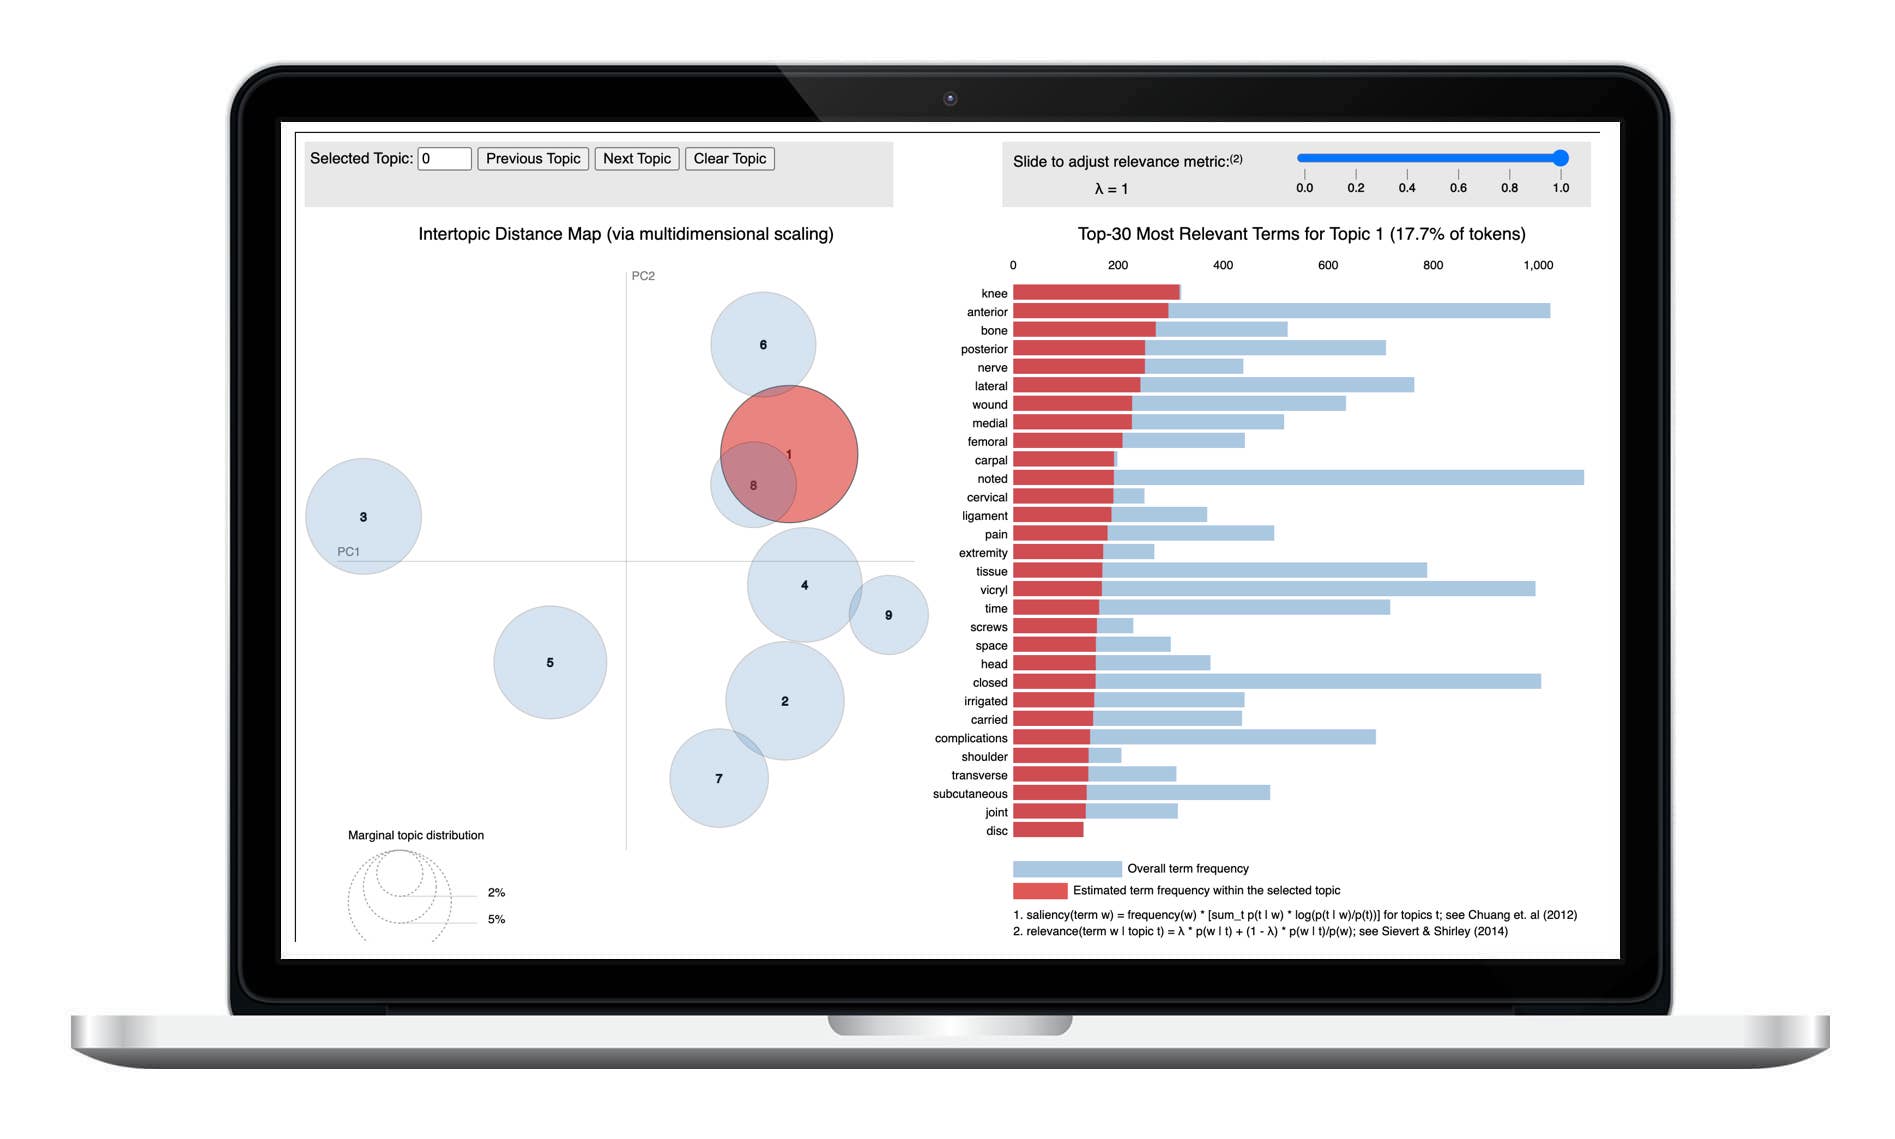 Selected Topic: 0 Previous Topic Next Topic Clear Topic
Slide to adjust relevance metric:(2)
λ = 1
0.0 0.2 0.4 0.6 0.8 1.0
Intertopic Distance Map (via multidimensional scaling)
PC2
6
1
8
3
PC1
4
9
5
2
7
Marginal topic distribution
2%
5%
Top-30 Most Relevant Terms for Topic 1 (17.7% of tokens)
0 200 400 600 800 1,000
knee
anterior
bone
posterior
nerve
lateral
wound
medial
femoral
carpal
noted
cervical
ligament
pain
extremity
tissue
vicryl
time
screws
space
head
closed
irrigated
carried
complications
shoulder
transverse
subcutaneous
joint
disc
Overall term frequency
Estimated term frequency within the selected topic
1. saliency(term w) = frequency(w) * [sum_t p(t | w) * log(p(t | w)/p(t))] for topics t; see Chuang et. al (2012)
2. relevance(term w | topic t) = λ * p(w | t) + (1 - λ) * p(w | t)/p(w); see Sievert & Shirley (2014)